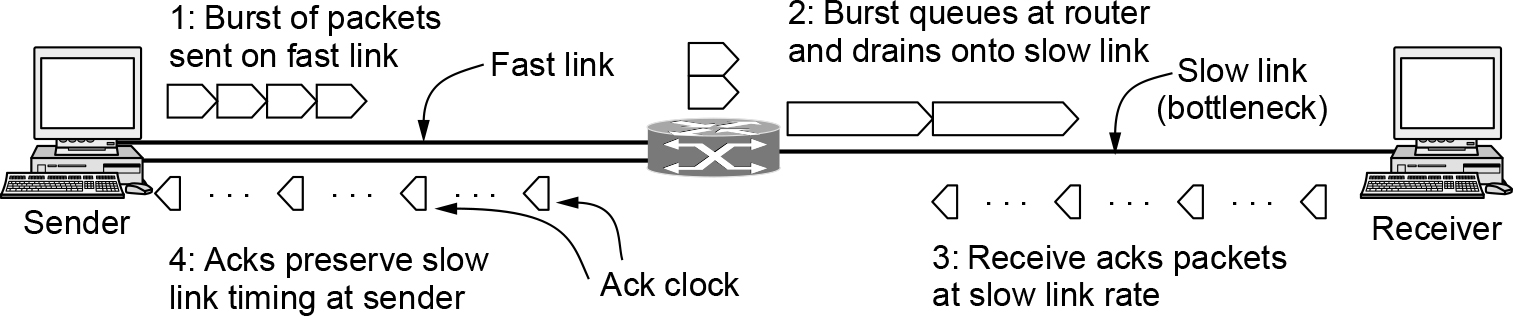 1: Burst of packets
sent on fast link
Fast link
2: Burst queues at router
and drains onto slow link
Slow link
(bottleneck)
Sender
Receiver
4: Acks preserve slow
link timing at sender
Ack clock
3: Receive acks packets
at slow link rate